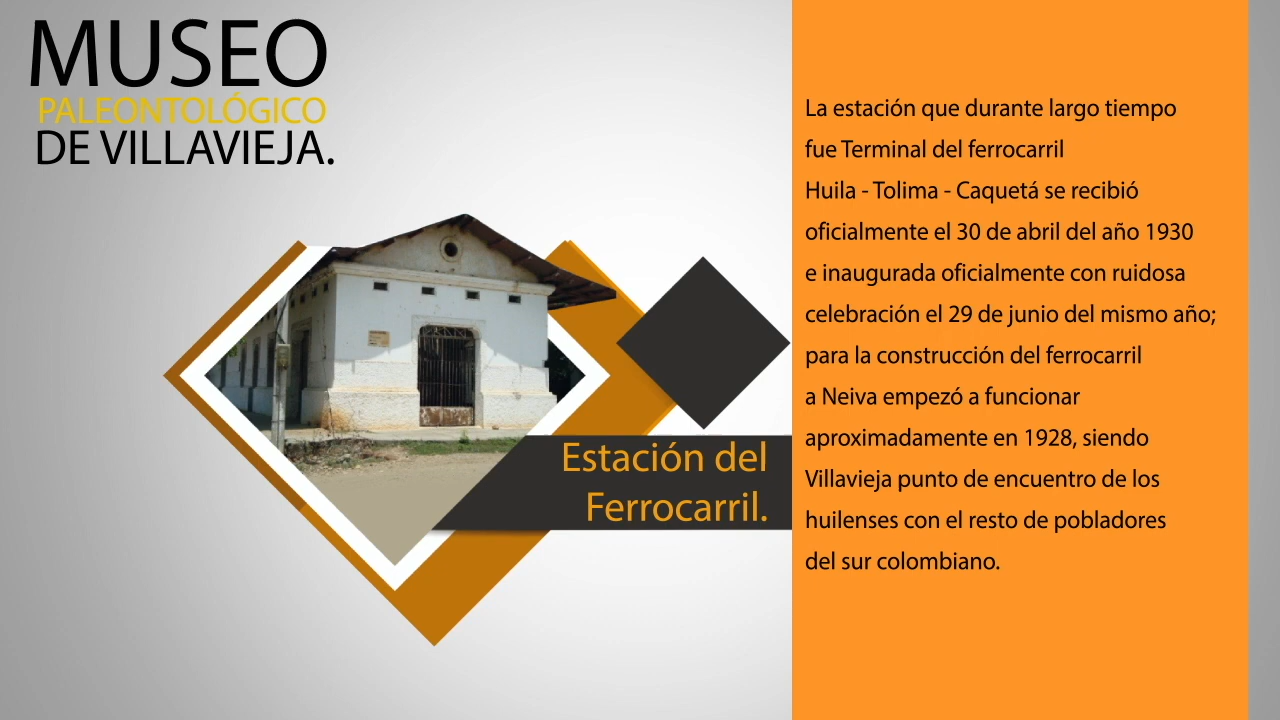 MUSEO
PALEONTOLÓGICO
DE VILLAVIEJA.
Estación del
Ferrocarril.
La estación que durante largo tiempo
fue Terminal del ferrocarril
Huila - Tolima - Caquetá se recibió
oficialmente el 30 de abril del año 1930
e inaugurada oficialmente con ruidosa
celebración el 29 de junio del mismo año;
para la construcción del ferrocarril
a Neiva empezó a funcionar
aproximadamente en 1928, siendo
Villavieja punto de encuentro de los
huilenses con el resto de pobladores
del sur colombiano.